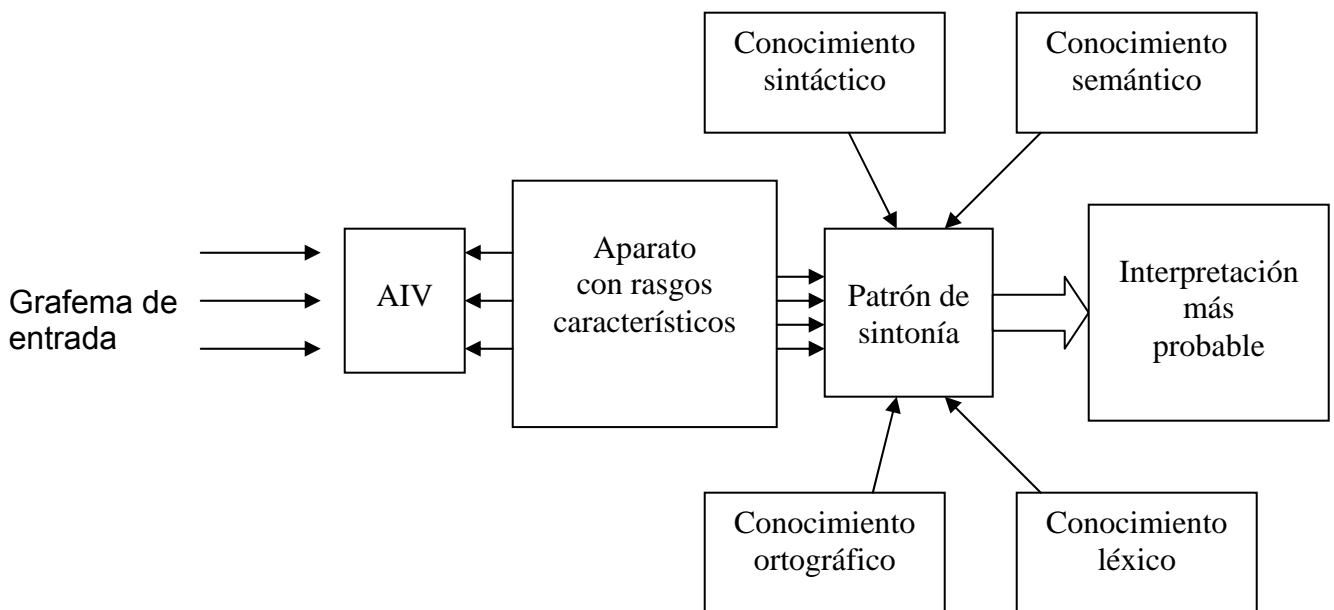 Conocimiento
sintáctico
Conocimiento
semántico
Grafema de
entrada
AIV
Aparato
con rasgos
característicos
Patrón de
sintonía
Interpretación
más
probable
Conocimiento
ortográfico
Conocimiento
léxico